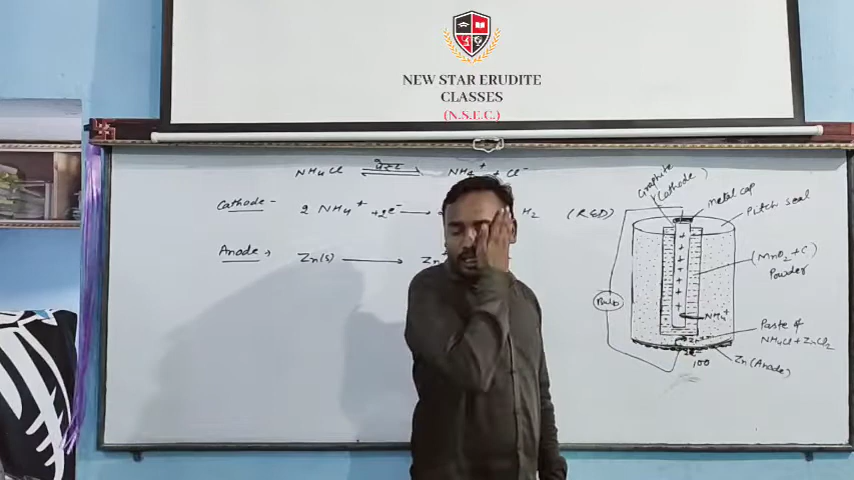 NEW STAR ERUDITE
CLASSES
(N.S.E.C.)
NH4Cl NH4+ + Cl-
Cathode - 2NH4+ + 2e- → H2 (RED)
Anode → Zn(s) → Zn
Graphite
(Cathode)
metal cap
Pitch seal
(MnO2 + C)
Powder
Bulb
NH4+
Paste of
NH4Cl + ZnCl2
Zn (Anode)